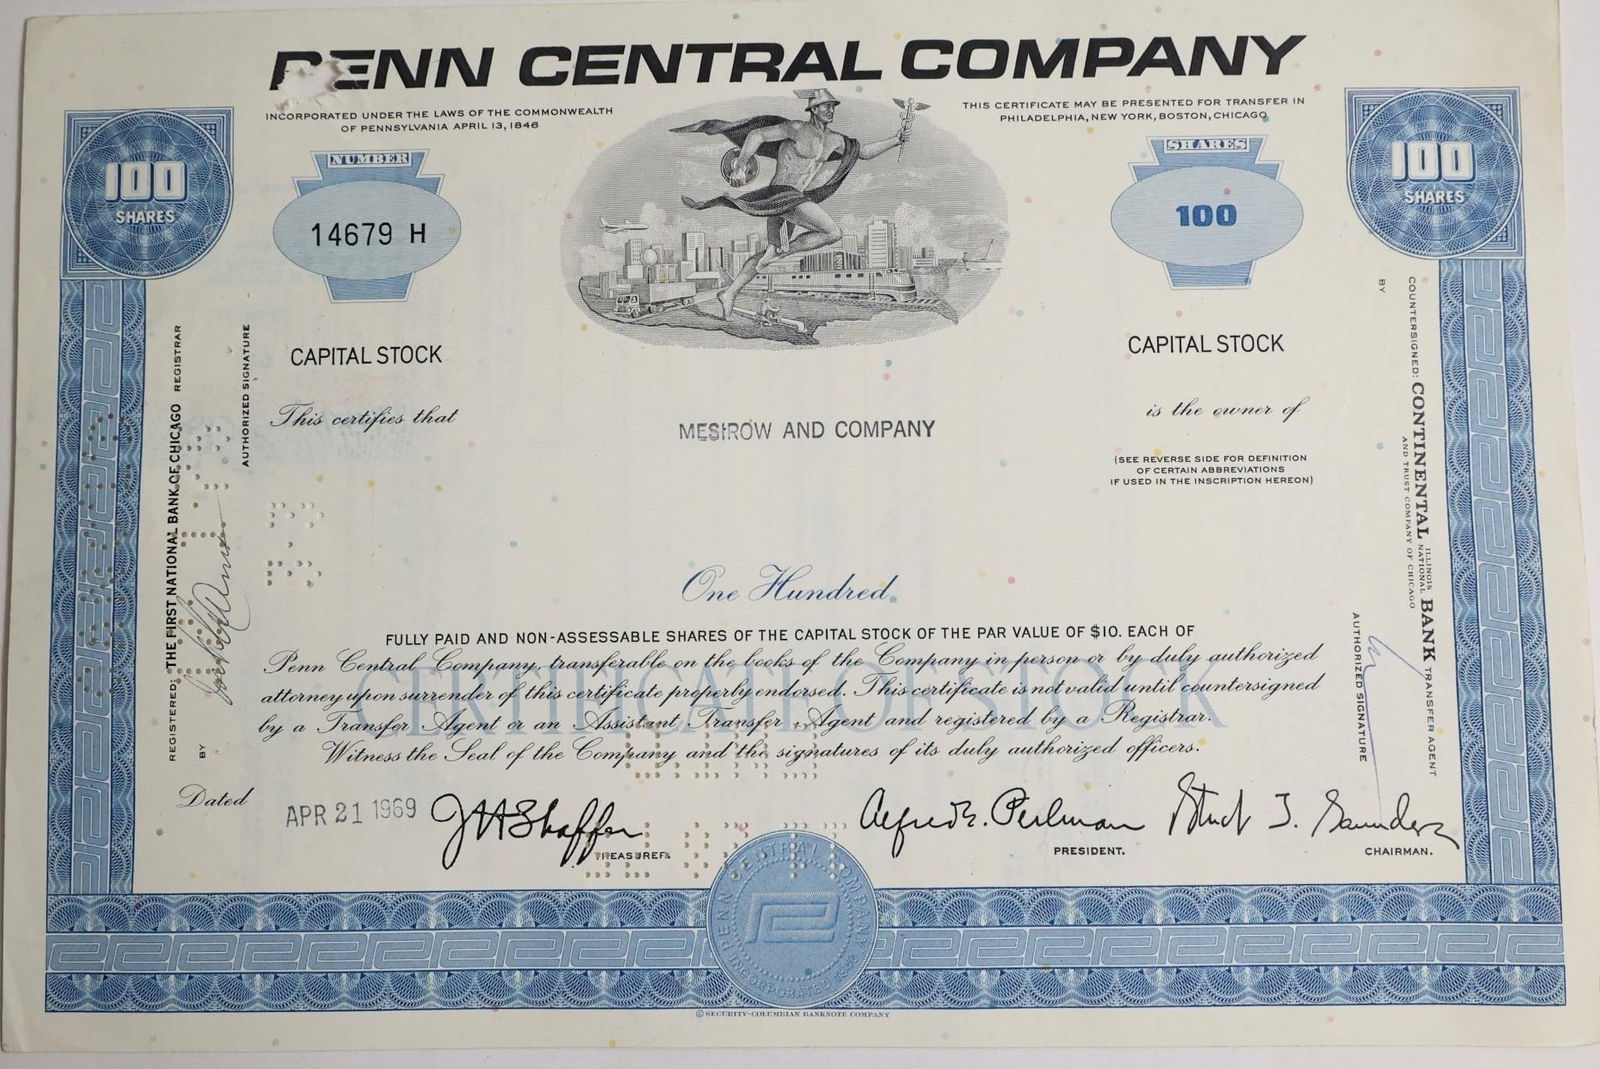 PENN CENTRAL COMPANY
INCORPORATED UNDER THE LAWS OF THE COMMONWEALTH
OF PENNSYLVANIA APRIL 13, 1846
THIS CERTIFICATE MAY BE PRESENTED FOR TRANSFER IN
PHILADELPHIA, NEW YORK, BOSTON, CHICAGO
100
SHARES
NUMBER
14679 H
SHARES
100
100
SHARES
CAPITAL STOCK
CAPITAL STOCK
This certifies that
MESIROW AND COMPANY
is the owner of
(SEE REVERSE SIDE FOR DEFINITION
OF CERTAIN ABBREVIATIONS
IF USED IN THE INSCRIPTION HEREON)
One Hundred
FULLY PAID AND NON-ASSESSABLE SHARES OF THE CAPITAL STOCK OF THE PAR VALUE OF $10. EACH OF
Penn Central Company, transferable on the books of the Company in person or by duly authorized
attorney upon surrender of this certificate properly endorsed. This certificate is not valid until countersigned
by a Transfer Agent or an Assistant Transfer Agent and registered by a Registrar.
Witness the Seal of the Company and the signatures of its duly authorized officers.
CERTIFICATE OF STOCK
Dated
APR 21 1969
J H Shaffer
TREASURER.
Alfred E. Perlman
PRESIDENT.
Stuart T. Saunders
CHAIRMAN.
REGISTERED:
THE FIRST NATIONAL BANK OF CHICAGO
REGISTRAR
BY
AUTHORIZED SIGNATURE
COUNTERSIGNED:
CONTINENTAL ILLINOIS NATIONAL BANK
AND TRUST COMPANY OF CHICAGO
TRANSFER AGENT
BY
AUTHORIZED SIGNATURE
PENN CENTRAL COMPANY
INCORPORATED 1846
© SECURITY-COLUMBIAN BANKNOTE COMPANY